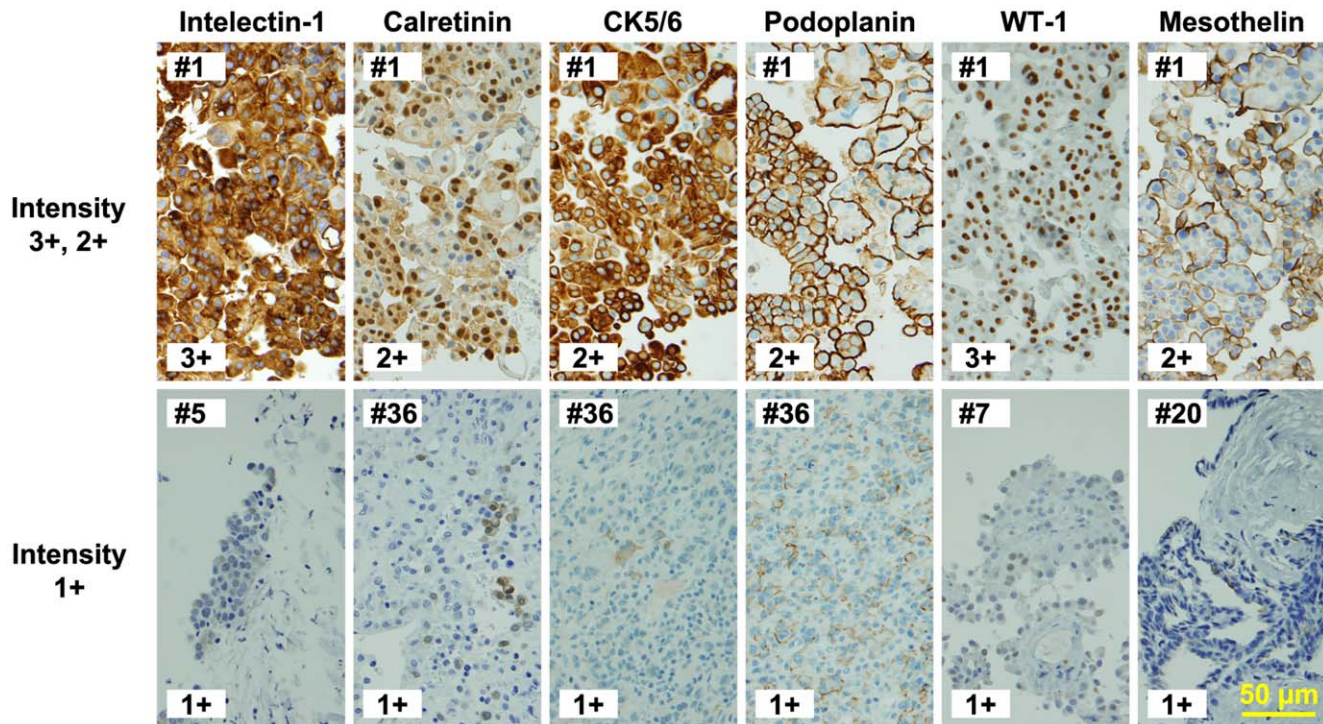 Intelectin-1 Calretinin CK5/6 Podoplanin WT-1 Mesothelin
#1 #1 #1 #1 #1 #1
Intensity
3+, 2+
3+ 2+ 2+ 2+ 3+ 2+
#5 #36 #36 #36 #7 #20
Intensity
1+
1+ 1+ 1+ 1+ 1+ 1+
50 µm